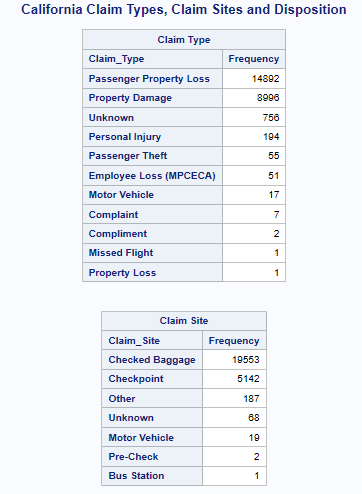 California Claim Types, Claim Sites and Disposition
Claim Type
Claim_Type Frequency
Passenger Property Loss 14892
Property Damage 8996
Unknown 756
Personal Injury 194
Passenger Theft 55
Employee Loss (MPCECA) 51
Motor Vehicle 17
Complaint 7
Compliment 2
Missed Flight 1
Property Loss 1
Claim Site
Claim_Site Frequency
Checked Baggage 19553
Checkpoint 5142
Other 187
Unknown 68
Motor Vehicle 19
Pre-Check 2
Bus Station 1